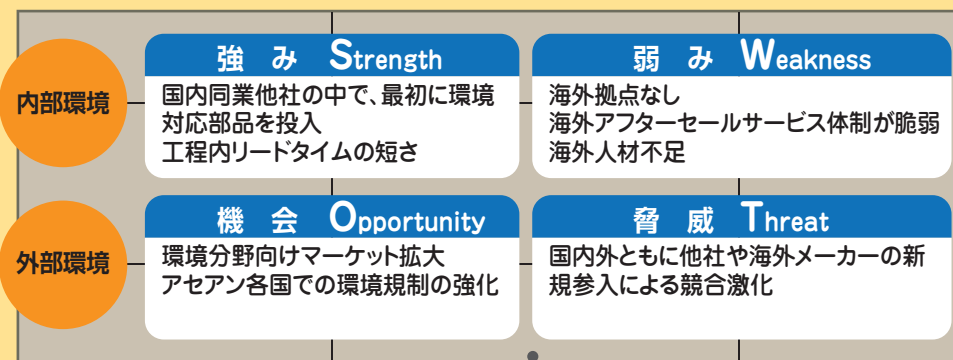 強み Strength
弱み Weakness
内部環境
国内同業他社の中で、最初に環境
対応部品を投入
工程内リードタイムの短さ
海外拠点なし
海外アフターセールサービス体制が脆弱
海外人材不足
機会 Opportunity
脅威 Threat
外部環境
環境分野向けマーケット拡大
アセアン各国での環境規制の強化
国内外ともに他社や海外メーカーの新
規参入による競合激化